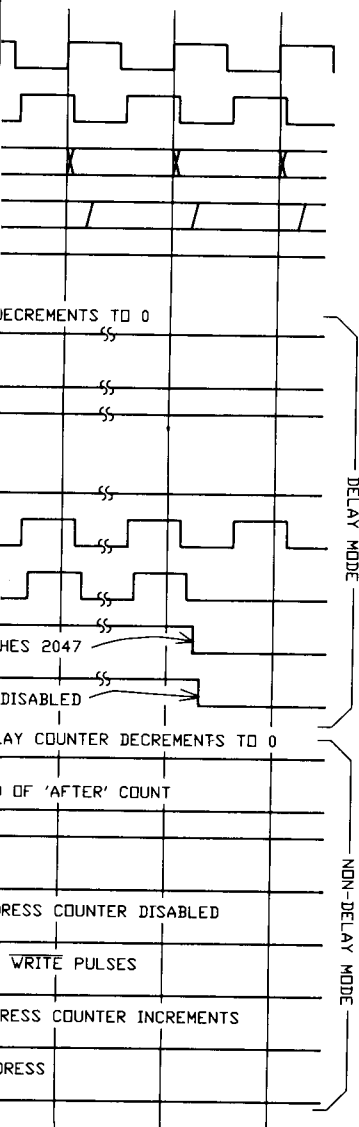 DECREMENTS TO 0
HES 2047
DISABLED
DELAY MODE
LAY COUNTER DECREMENTS TO 0
OF 'AFTER' COUNT
RESS COUNTER DISABLED
WRITE PULSES
RESS COUNTER INCREMENTS
DRESS
NON-DELAY MODE